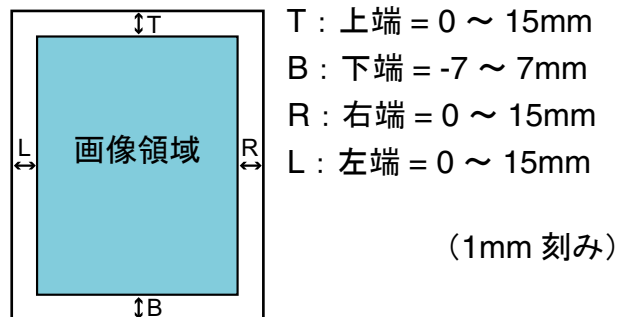 T
T：上端 = 0 ～ 15mm
B：下端 = -7 ～ 7mm
R：右端 = 0 ～ 15mm
L
画像領域
R
L：左端 = 0 ～ 15mm
（1mm 刻み）
B